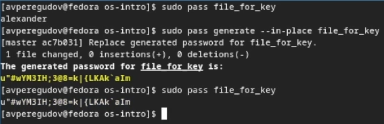 [avperegudov@fedora os-intro]$ sudo pass file_for_key
alexander
[avperegudov@fedora os-intro]$ sudo pass generate --in-place file_for_key
[master ac7b031] Replace generated password for file_for_key.
1 file changed, 0 insertions(+), 0 deletions(-)
The generated password for file_for_key is:
u"#wYM3IH;3@8=k|{LKAk`aIm
[avperegudov@fedora os-intro]$ sudo pass file_for_key
u"#wYM3IH;3@8=k|{LKAk`aIm
[avperegudov@fedora os-intro]$